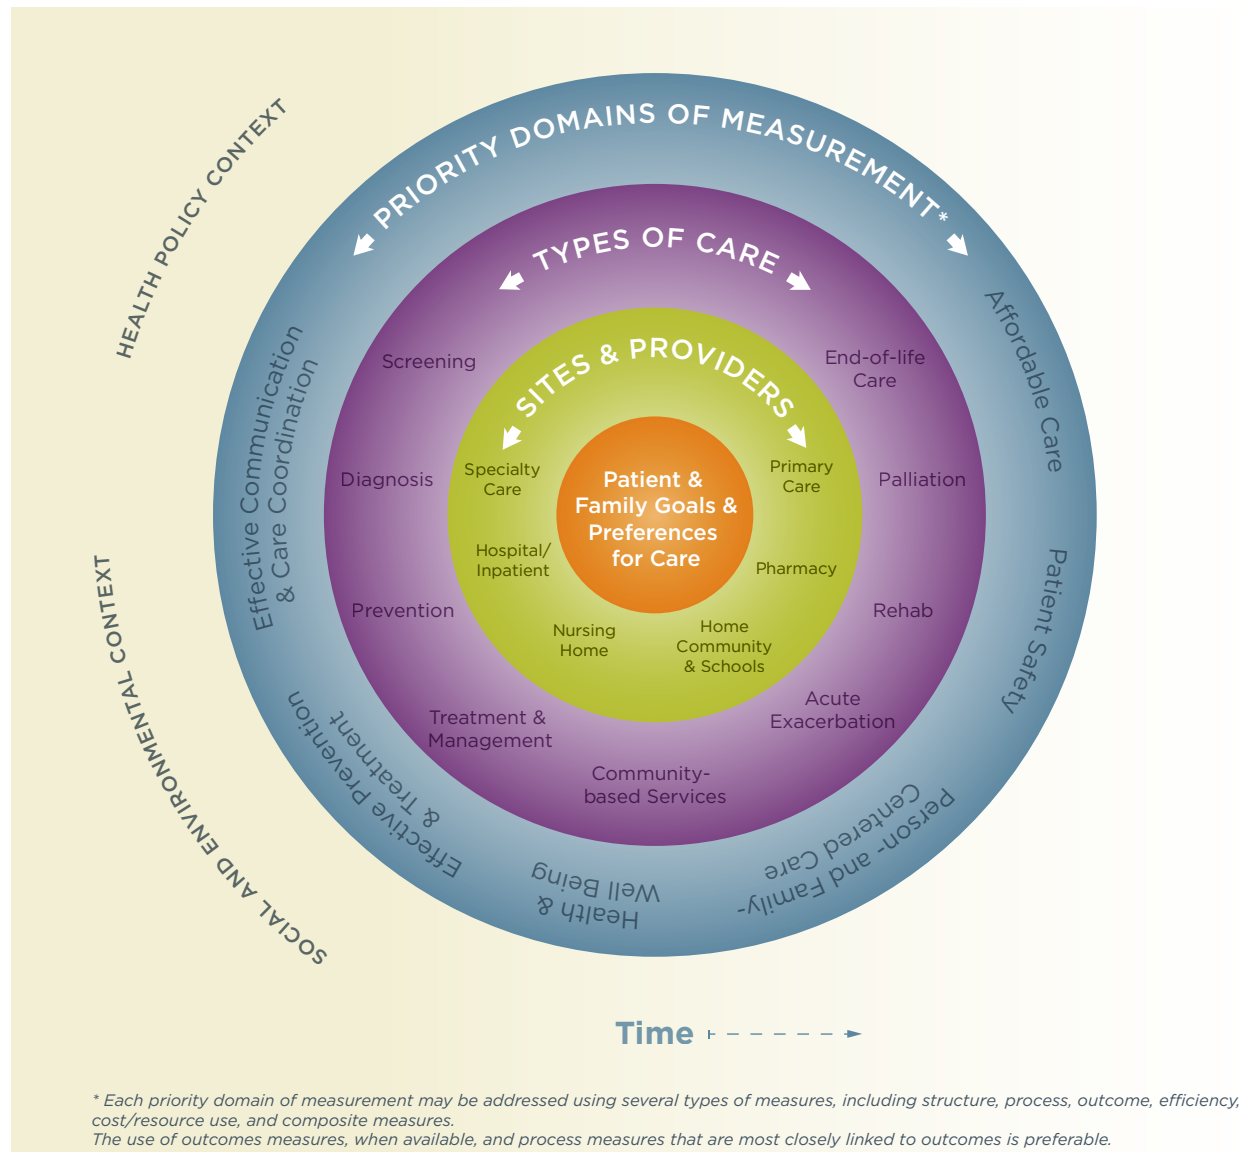 HEALTH POLICY CONTEXT
SOCIAL AND ENVIRONMENTAL CONTEXT
PRIORITY DOMAINS OF MEASUREMENT*
Affordable Care
Patient Safety
Person- and Family-
Centered Care
Health &
Well Being
Effective Prevention
& Treatment
Effective Communication
& Care Coordination
TYPES OF CARE
End-of-life
Care
Palliation
Rehab
Acute
Exacerbation
Community-
based Services
Treatment &
Management
Prevention
Diagnosis
Screening
SITES & PROVIDERS
Primary
Care
Pharmacy
Home
Community
& Schools
Nursing
Home
Hospital/
Inpatient
Specialty
Care
Patient &
Family Goals &
Preferences
for Care
Time
* Each priority domain of measurement may be addressed using several types of measures, including structure, process, outcome, efficiency,
cost/resource use, and composite measures.
The use of outcomes measures, when available, and process measures that are most closely linked to outcomes is preferable.